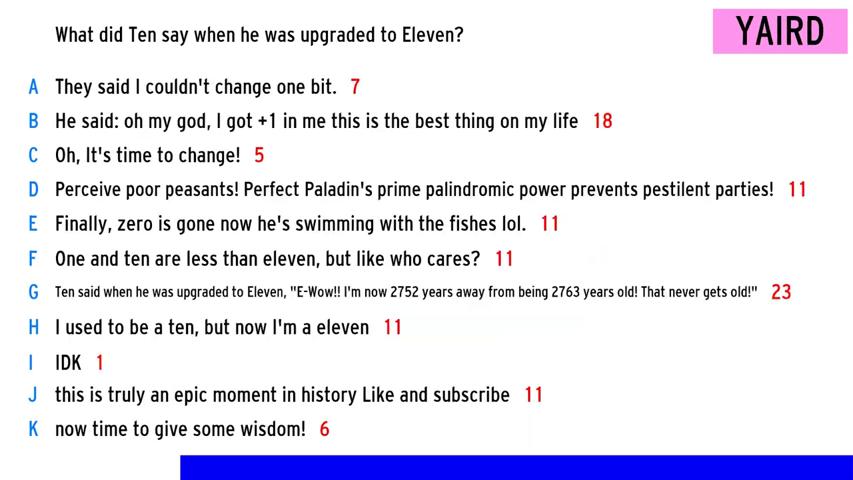 What did Ten say when he was upgraded to Eleven?
YAIRD
A They said I couldn't change one bit. 7
B He said: oh my god, I got +1 in me this is the best thing on my life 18
C Oh, It's time to change! 5
D Perceive poor peasants! Perfect Paladin's prime palindromic power prevents pestilent parties! 11
E Finally, zero is gone now he's swimming with the fishes lol. 11
F One and ten are less than eleven, but like who cares? 11
G Ten said when he was upgraded to Eleven, "E-Wow!! I'm now 2752 years away from being 2763 years old! That never gets old!" 23
H I used to be a ten, but now I'm a eleven 11
I IDK 1
J this is truly an epic moment in history Like and subscribe 11
K now time to give some wisdom! 6